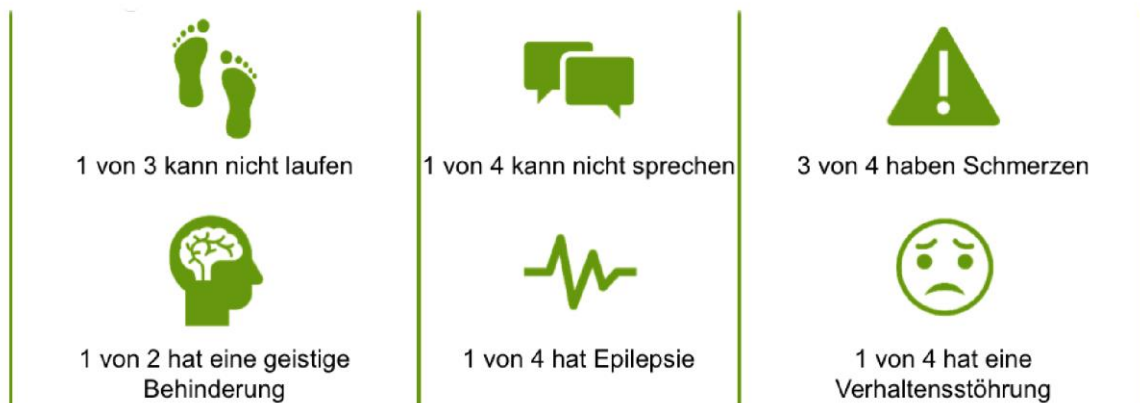 1 von 3 kann nicht laufen
1 von 4 kann nicht sprechen
3 von 4 haben Schmerzen
1 von 2 hat eine geistige
Behinderung
1 von 4 hat Epilepsie
1 von 4 hat eine
Verhaltensstöhrung